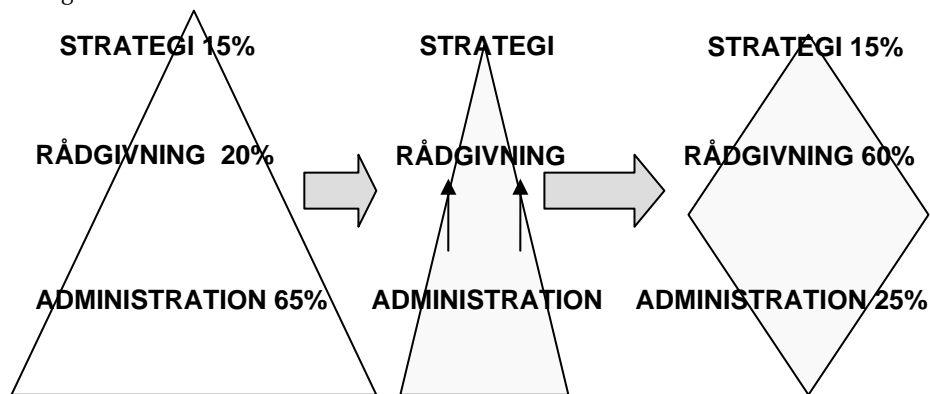 STRATEGI 15%
RÅDGIVNING 20%
ADMINISTRATION 65%
STRATEGI
RÅDGIVNING
ADMINISTRATION
STRATEGI 15%
RÅDGIVNING 60%
ADMINISTRATION 25%